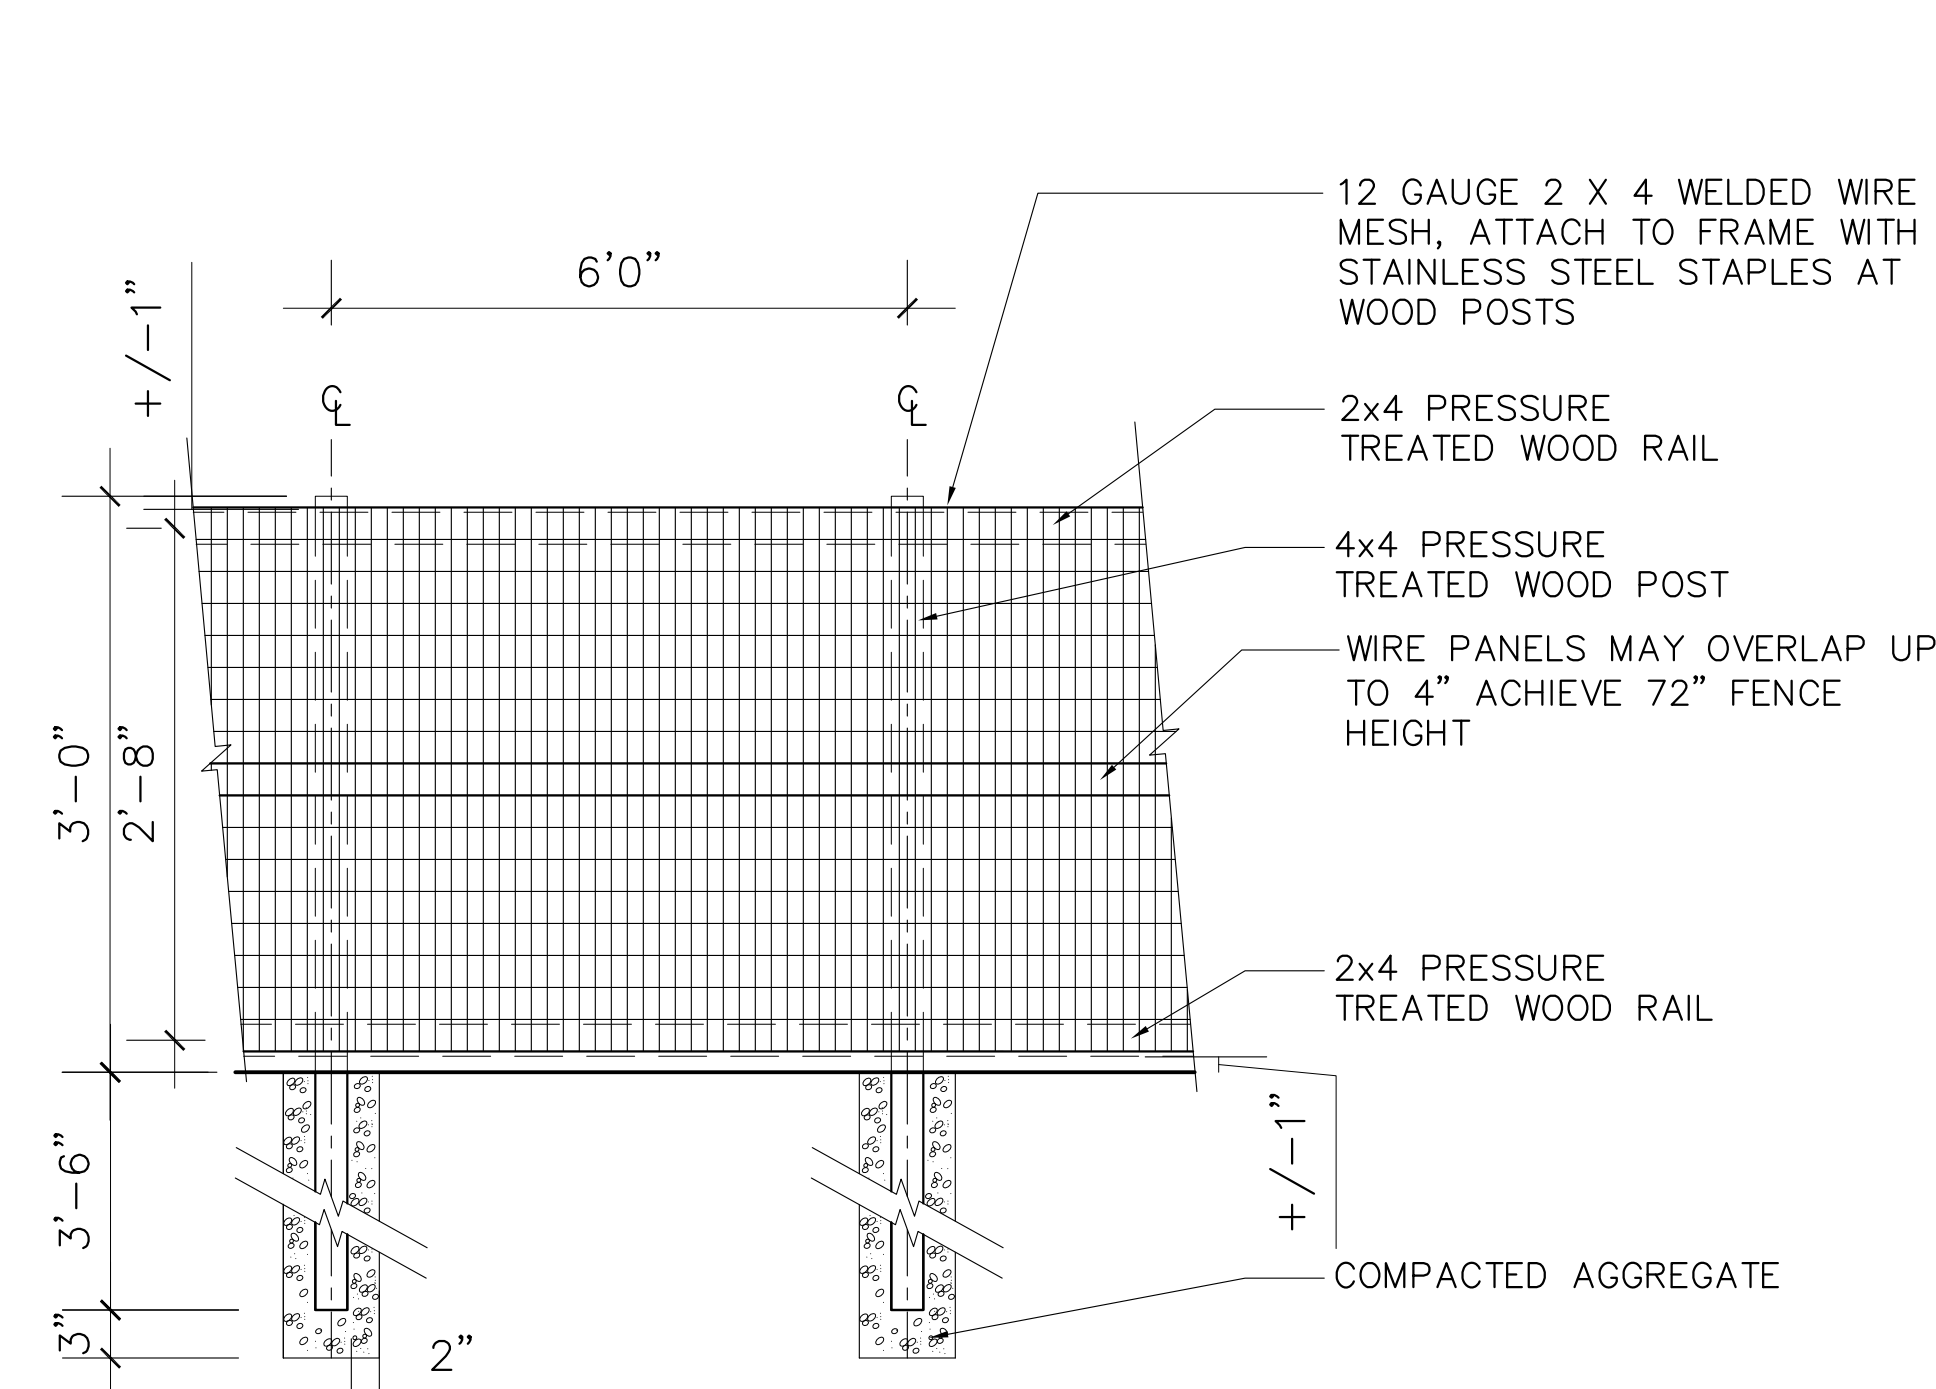 12 GAUGE 2 X 4 WELDED WIRE
MESH, ATTACH TO FRAME WITH
STAINLESS STEEL STAPLES AT
WOOD POSTS
6'0"
+/-1"
℄
℄
2x4 PRESSURE
TREATED WOOD RAIL
4x4 PRESSURE
TREATED WOOD POST
WIRE PANELS MAY OVERLAP UP
TO 4" ACHIEVE 72" FENCE
HEIGHT
3'-0"
2'-8"
2x4 PRESSURE
TREATED WOOD RAIL
3'-6"
+/-1"
COMPACTED AGGREGATE
3"
2"